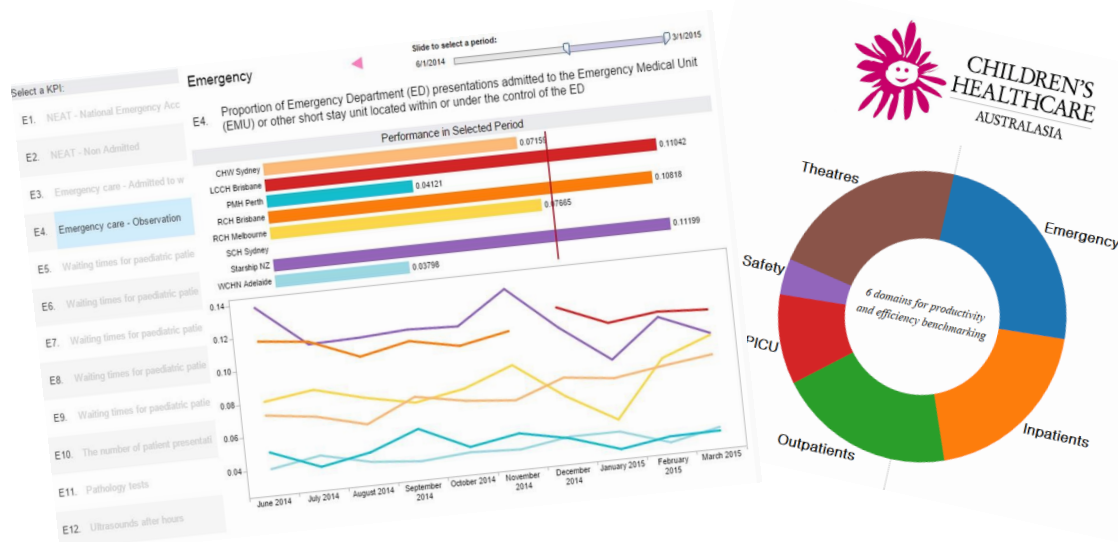 Select a KPI:
E1. NEAT - National Emergency Acc
E2. NEAT - Non Admitted
E3. Emergency care - Admitted to w
E4. Emergency care - Observation
E5. Waiting times for paediatric patie
E6. Waiting times for paediatric patie
E7. Waiting times for paediatric patie
E8. Waiting times for paediatric patie
E9. Waiting times for paediatric patie
E10. The number of patient presentati
E11. Pathology tests
E12. Ultrasounds after hours
Emergency
Slide to select a period:
6/1/2014
3/1/2015
E4. Proportion of Emergency Department (ED) presentations admitted to the Emergency Medical Unit
(EMU) or other short stay unit located within or under the control of the ED
Performance in Selected Period
CHW Sydney 0.07159
LCCH Brisbane 0.11042
PMH Perth 0.04121
RCH Brisbane 0.10818
RCH Melbourne 0.07665
SCH Sydney
Starship NZ 0.11199
WCHN Adelaide 0.03798
0.14
0.12
0.10
0.08
0.06
0.04
June 2014
July 2014
August 2014
September
2014
October 2014
November
2014
December
2014
January 2015
February
2015
March 2015
CHILDREN'S
HEALTHCARE
AUSTRALASIA
Theatres
Emergency
Safety
6 domains for productivity
and efficiency benchmarking
PICU
Inpatients
Outpatients